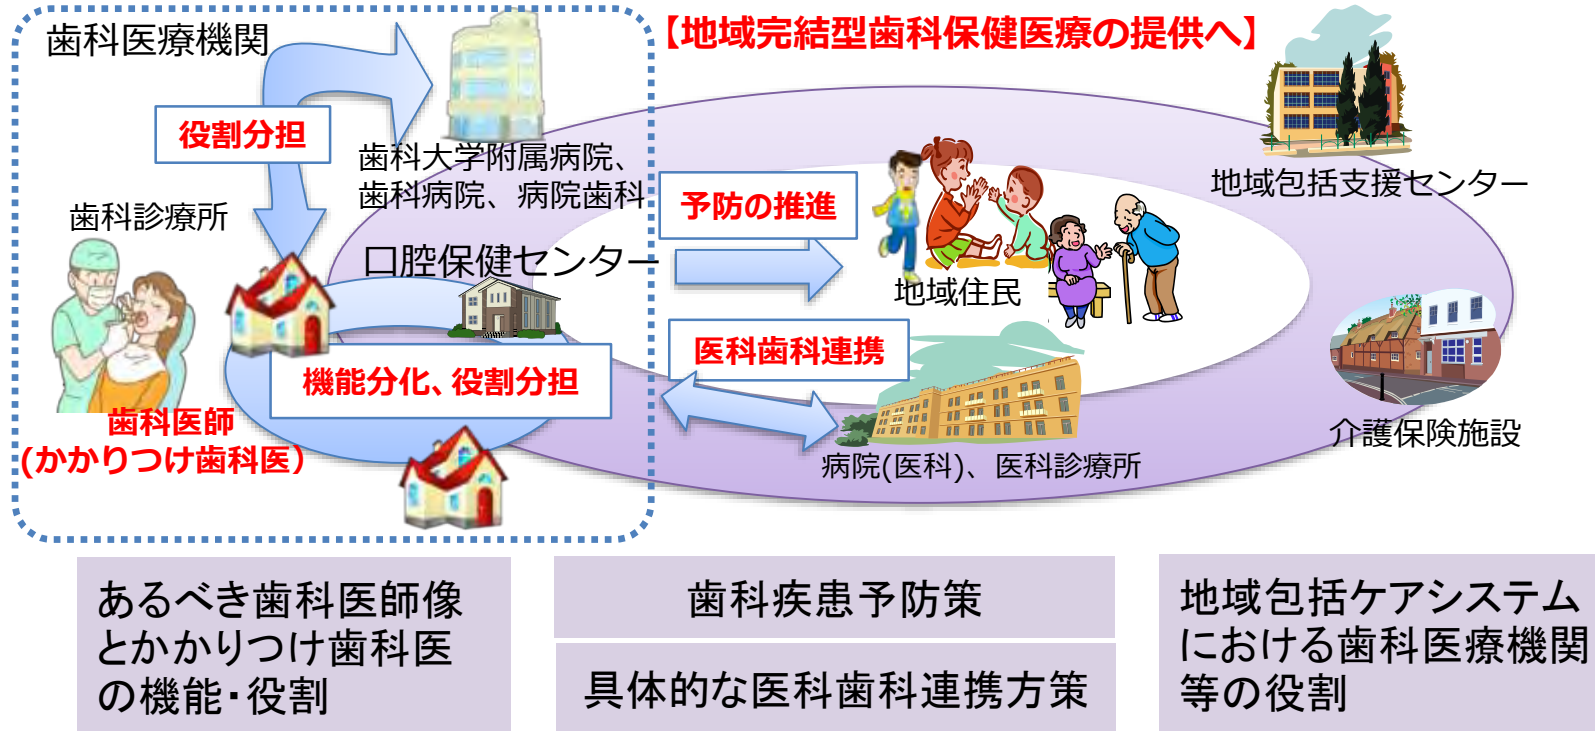 歯科医療機関
【地域完結型歯科保健医療の提供へ】
役割分担
歯科大学附属病院、
歯科病院、病院歯科
歯科診療所
口腔保健センター
予防の推進
地域包括支援センター
地域住民
医科歯科連携
機能分化、役割分担
歯科医師
(かかりつけ歯科医）
病院(医科)、医科診療所
介護保険施設
あるべき歯科医師像
とかかりつけ歯科医
の機能・役割
歯科疾患予防策
具体的な医科歯科連携方策
地域包括ケアシステム
における歯科医療機関
等の役割